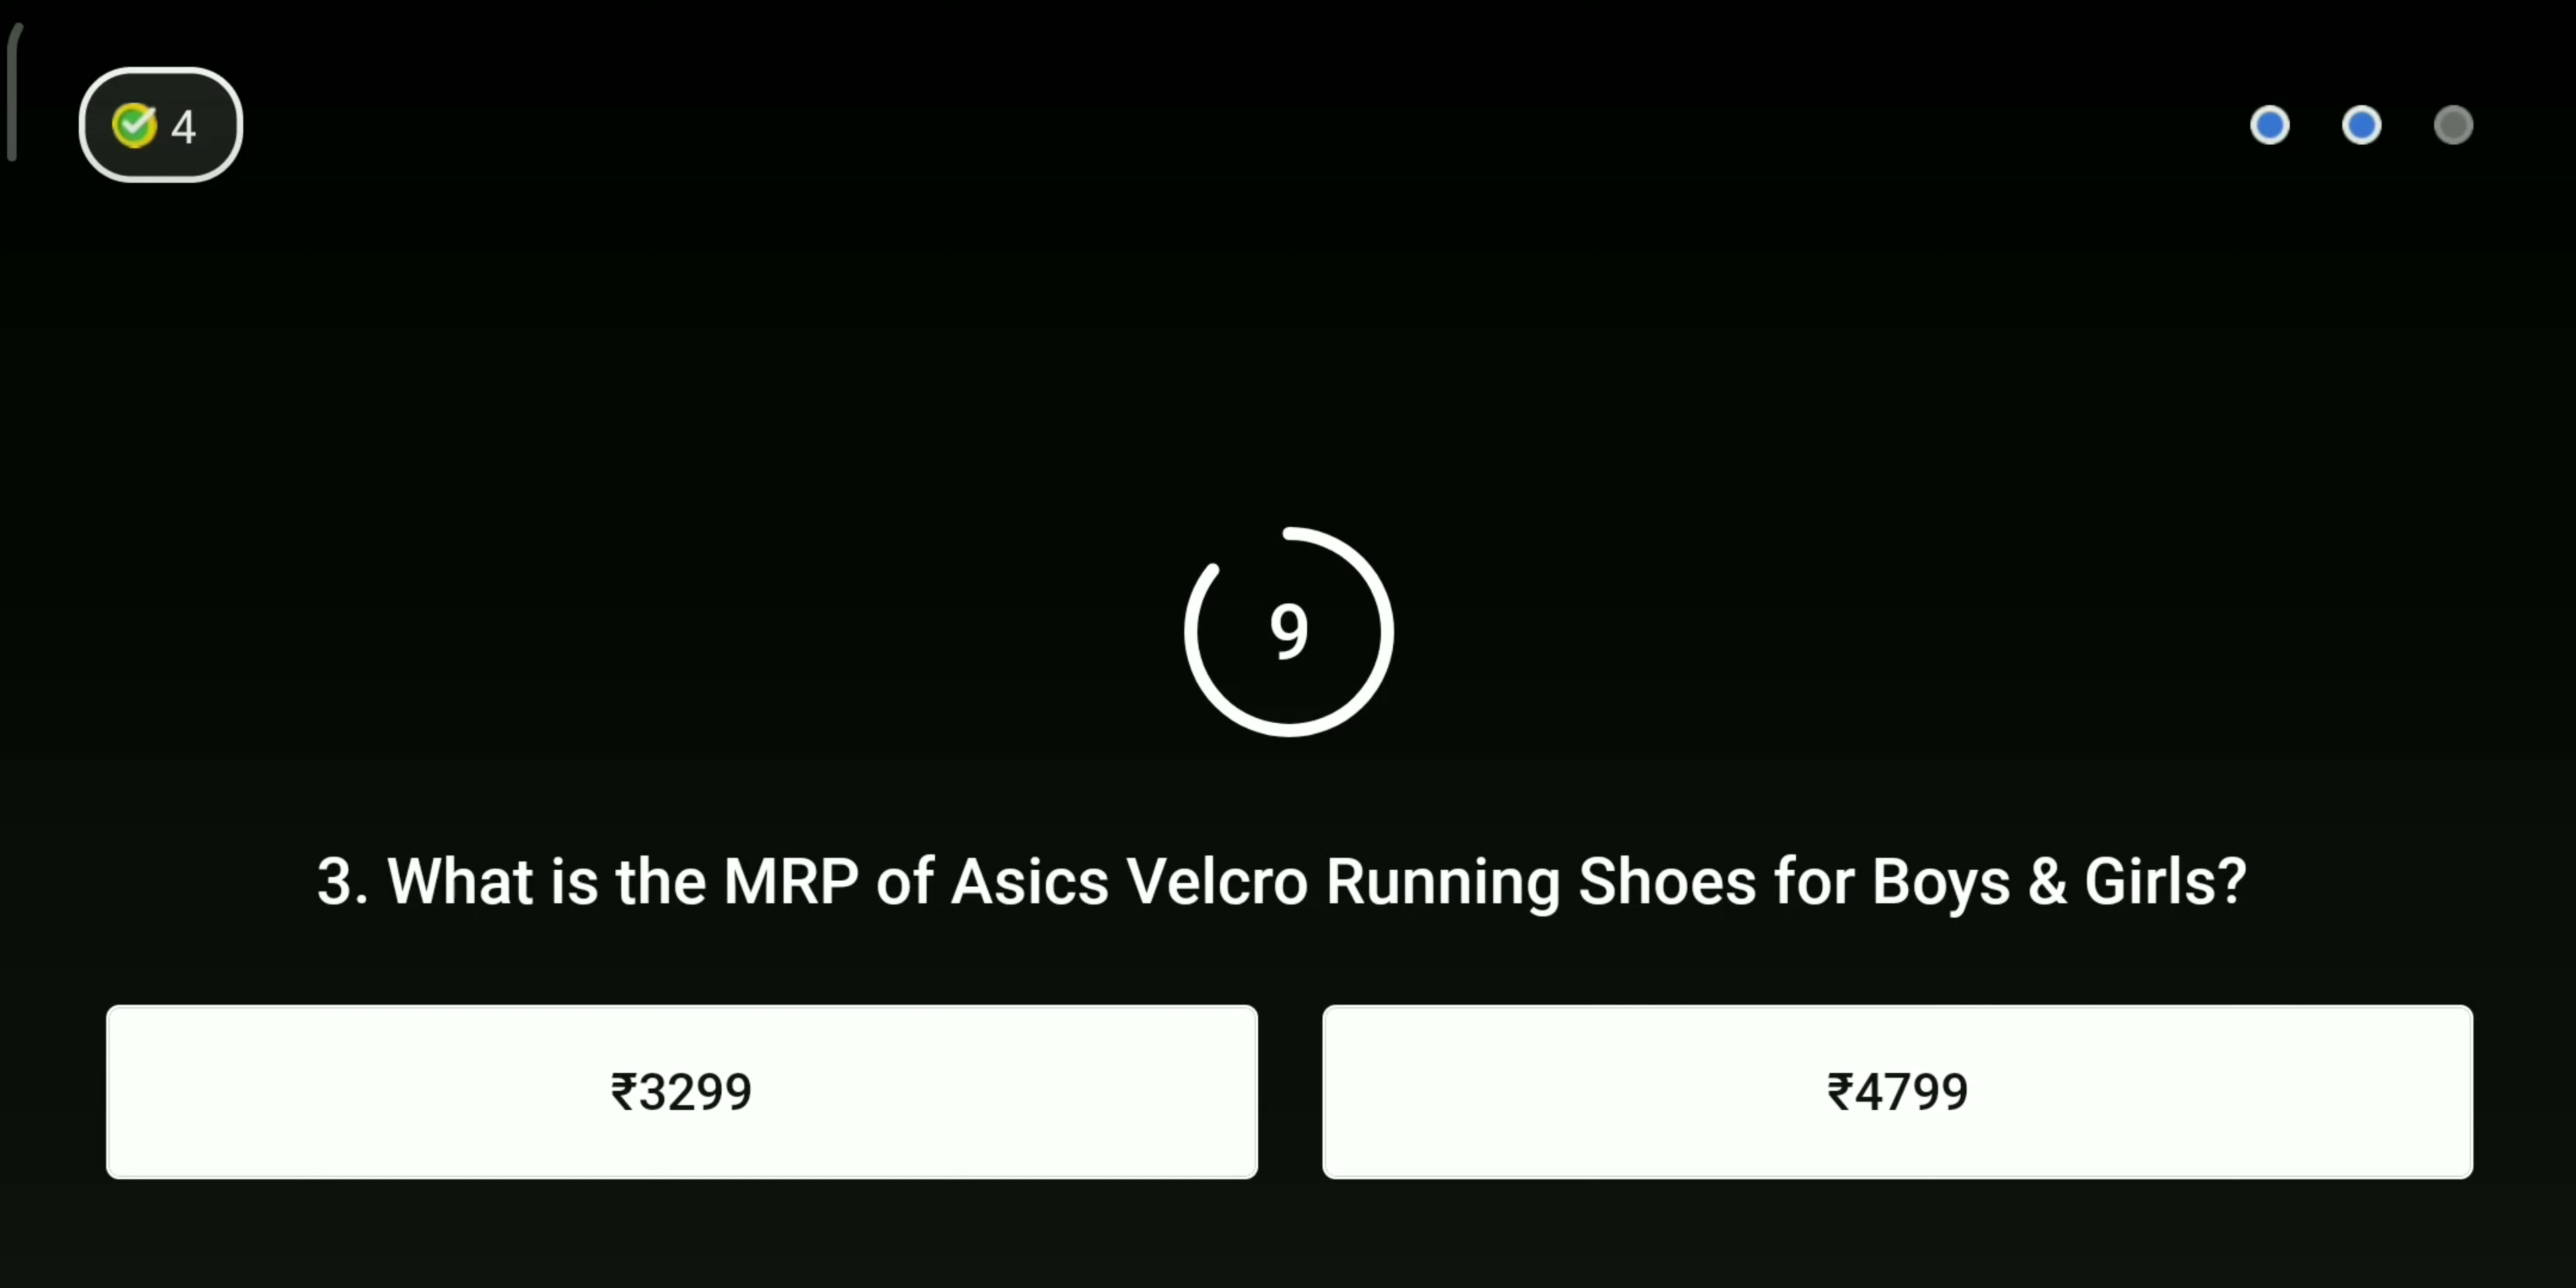 4
9
3. What is the MRP of Asics Velcro Running Shoes for Boys & Girls?
₹3299
₹4799